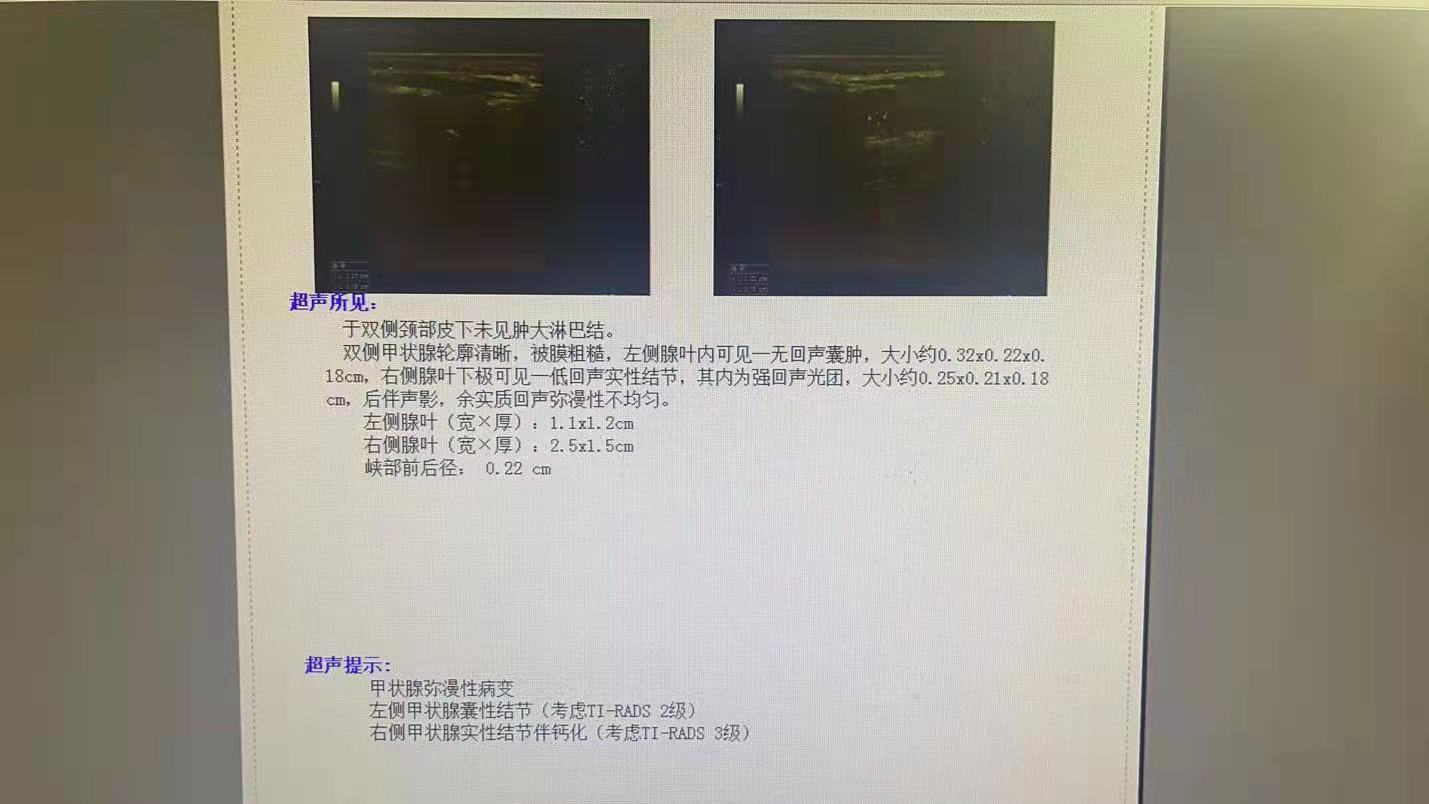 超声所见:
于双侧颈部皮下未见肿大淋巴结。
双侧甲状腺轮廓清晰，被膜粗糙，左侧腺叶内可见一无回声囊肿，大小约0.32x0.22x0.
18cm，右侧腺叶下极可见一低回声实性结节，其内为强回声光团，大小约0.25x0.21x0.18
cm，后伴声影，余实质回声弥漫性不均匀。
左侧腺叶（宽×厚）: 1.1x1.2cm
右侧腺叶（宽×厚）: 2.5x1.5cm
峡部前后径: 0.22 cm
超声提示:
甲状腺弥漫性病变
左侧甲状腺囊性结节（考虑TI-RADS 2级）
右侧甲状腺实性结节伴钙化（考虑TI-RADS 3级）